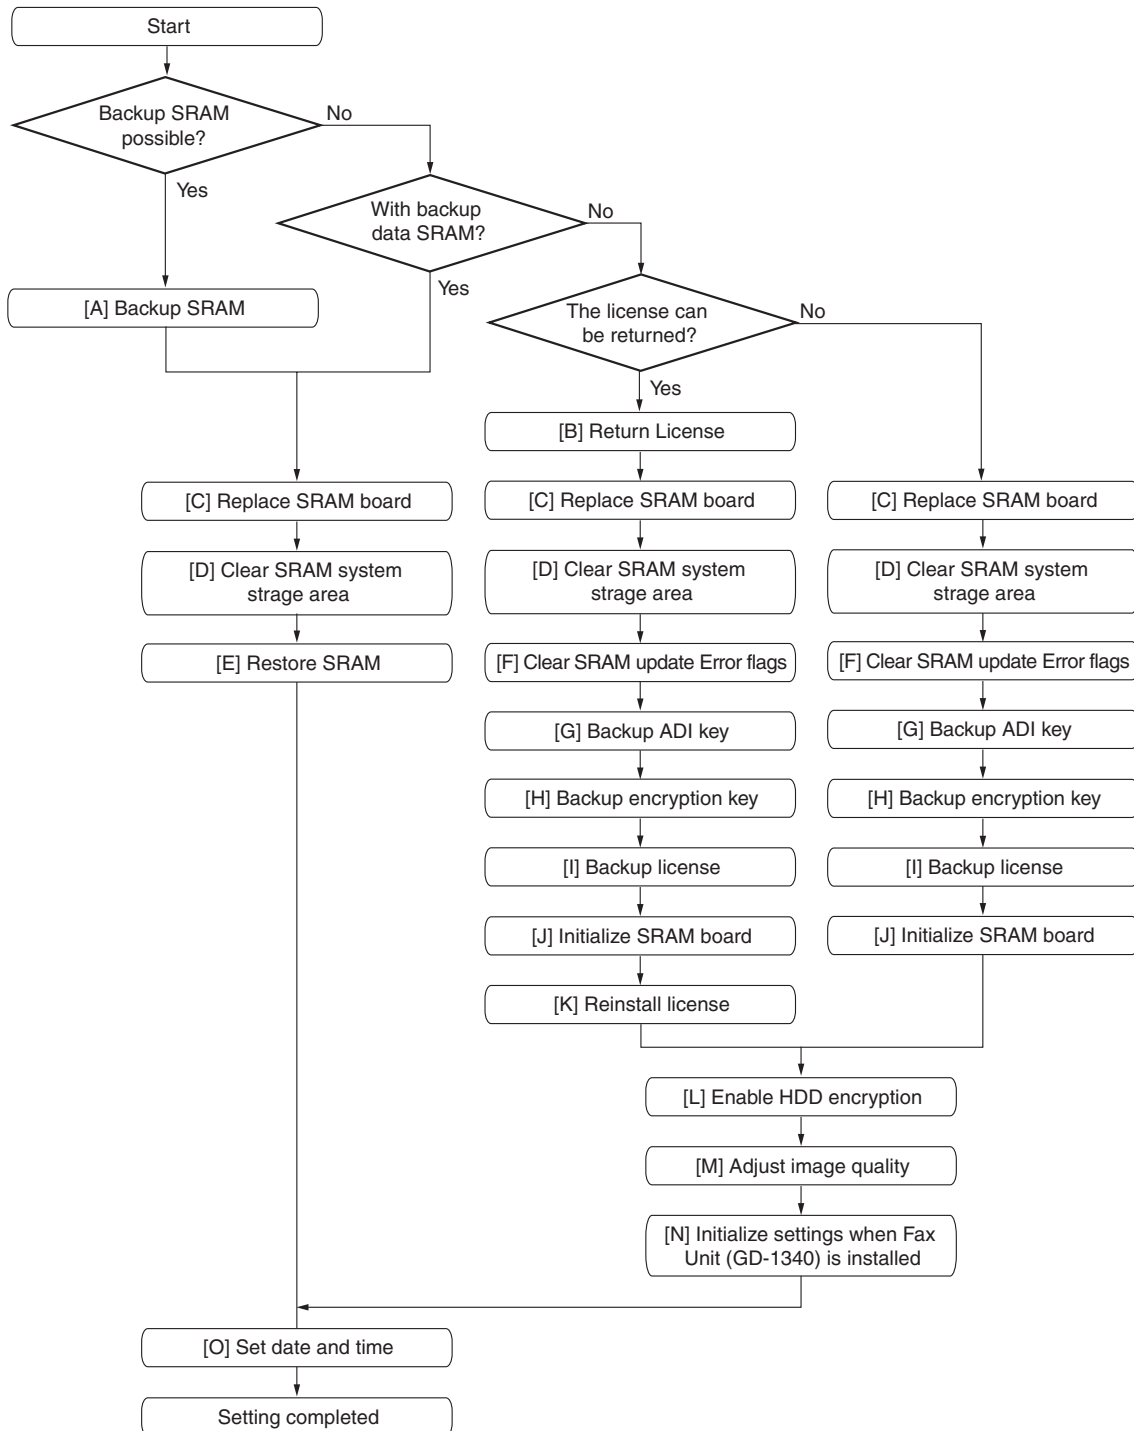 Start
Backup SRAM
possible?
No
Yes
With backup
data SRAM?
No
Yes
[A] Backup SRAM
The license can
be returned?
No
Yes
[B] Return License
[C] Replace SRAM board
[C] Replace SRAM board
[C] Replace SRAM board
[D] Clear SRAM system
strage area
[D] Clear SRAM system
strage area
[D] Clear SRAM system
strage area
[E] Restore SRAM
[F] Clear SRAM update Error flags
[F] Clear SRAM update Error flags
[G] Backup ADI key
[G] Backup ADI key
[H] Backup encryption key
[H] Backup encryption key
[I] Backup license
[I] Backup license
[J] Initialize SRAM board
[J] Initialize SRAM board
[K] Reinstall license
[L] Enable HDD encryption
[M] Adjust image quality
[N] Initialize settings when Fax
Unit (GD-1340) is installed
[O] Set date and time
Setting completed